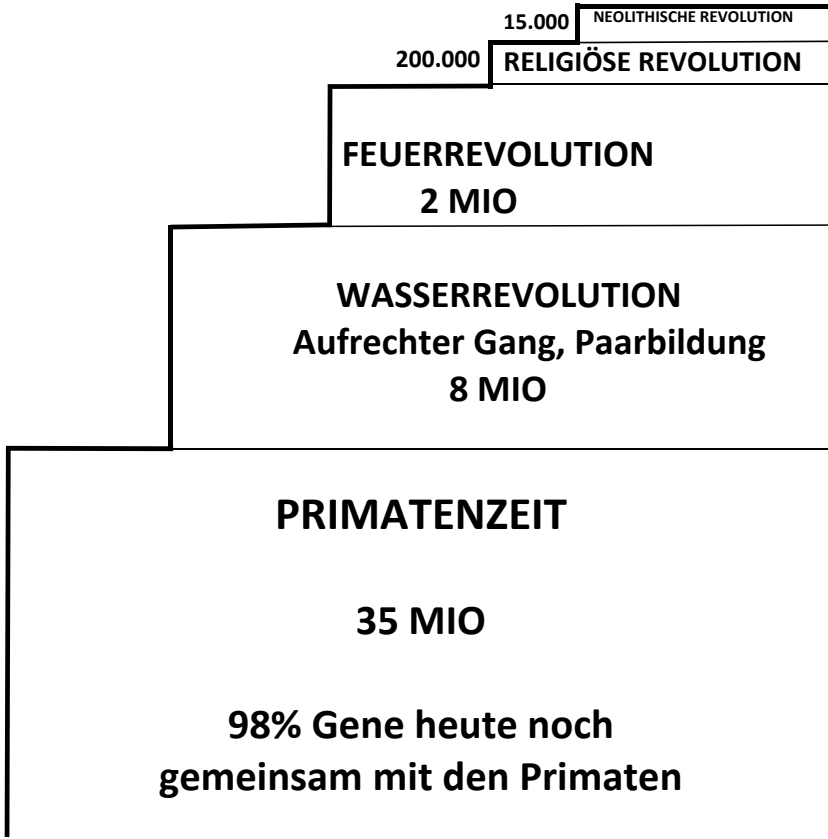 15.000 NEOLITHISCHE REVOLUTION
200.000 RELIGIÖSE REVOLUTION
FEUERREVOLUTION
2 MIO
WASSERREVOLUTION
Aufrechter Gang, Paarbildung
8 MIO
PRIMATENZEIT
35 MIO
98% Gene heute noch
gemeinsam mit den Primaten